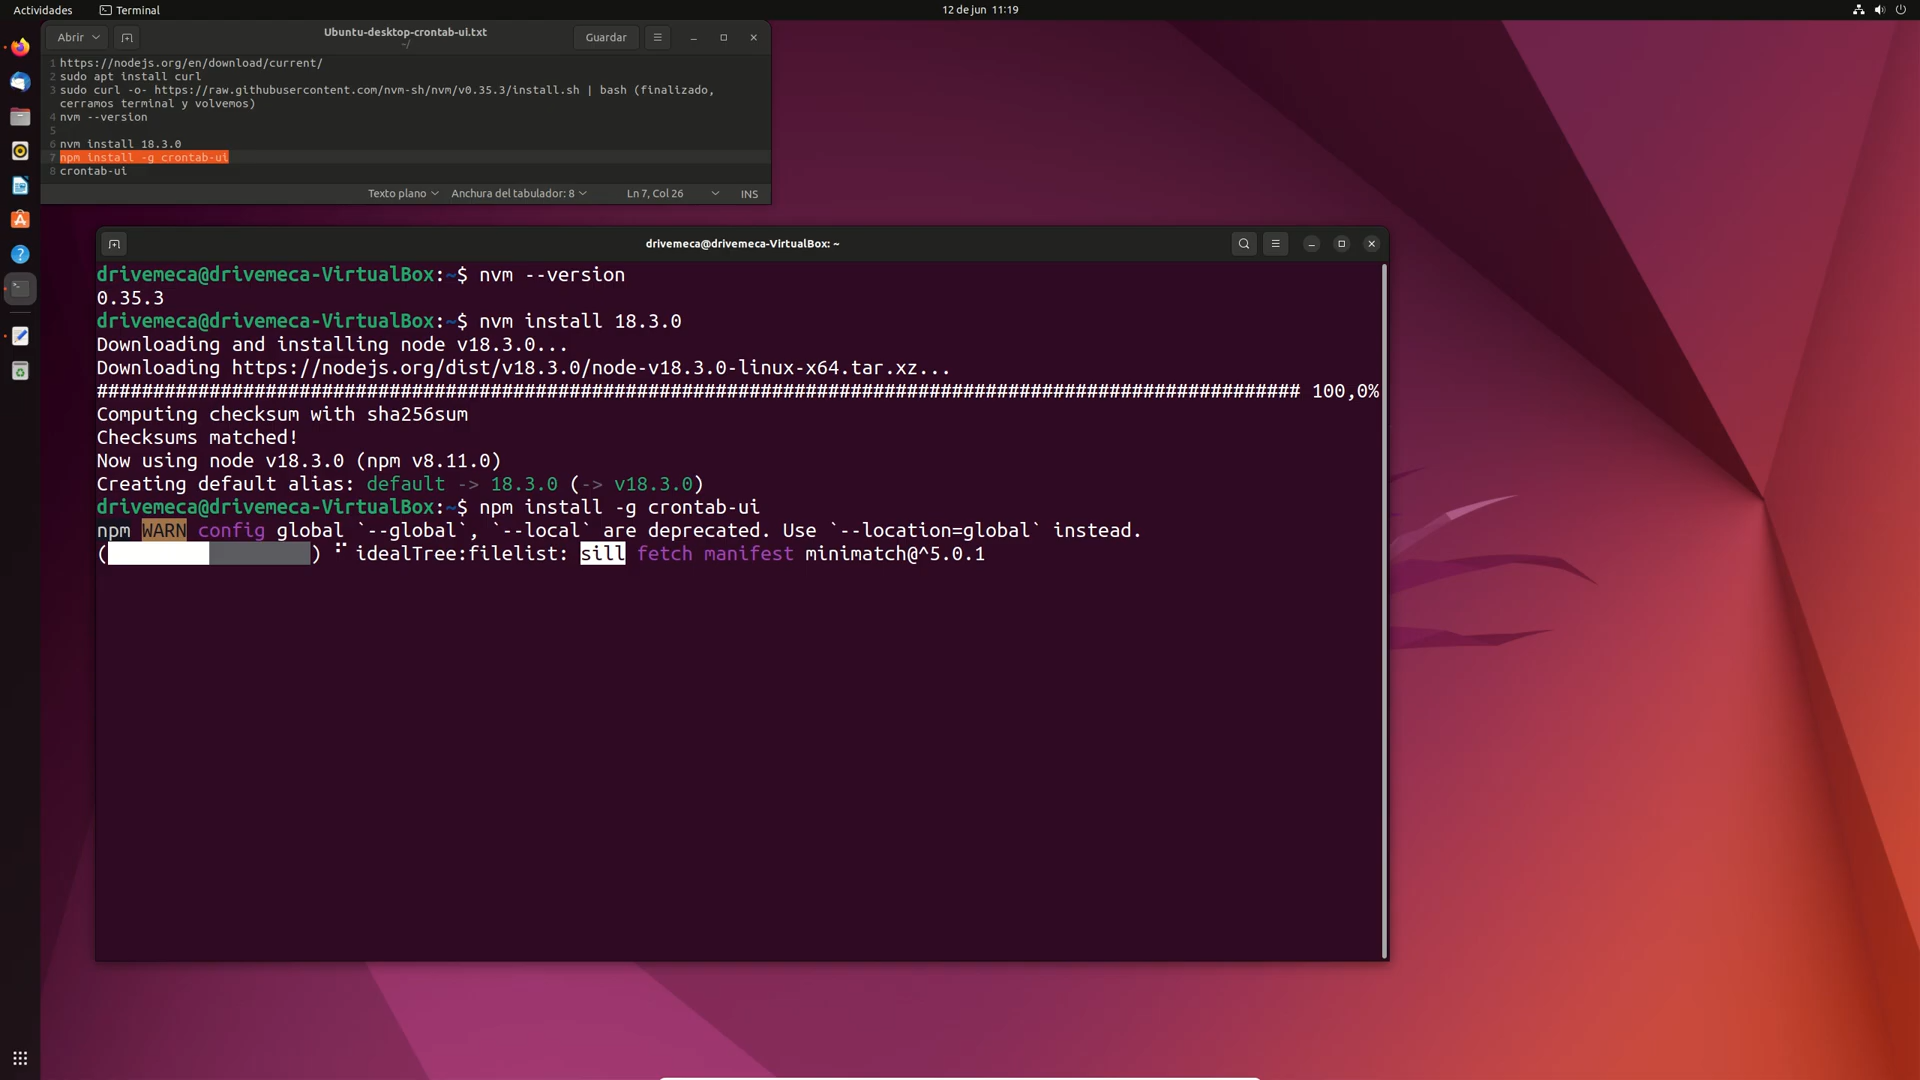 Actividades
Terminal
12 de jun 11:19
Abrir
Ubuntu-desktop-crontab-ui.txt
~/
Guardar
1 https://nodejs.org/en/download/current/
2 sudo apt install curl
3 sudo curl -o- https://raw.githubusercontent.com/nvm-sh/nvm/v0.35.3/install.sh | bash (finalizado,
cerramos terminal y volvemos)
4 nvm --version
5
6 nvm install 18.3.0
7 npm install -g crontab-ui
8 crontab-ui
Texto plano
Anchura del tabulador: 8
Ln 7, Col 26
INS
drivemeca@drivemeca-VirtualBox: ~
drivemeca@drivemeca-VirtualBox:~$ nvm --version
0.35.3
drivemeca@drivemeca-VirtualBox:~$ nvm install 18.3.0
Downloading and installing node v18.3.0...
Downloading https://nodejs.org/dist/v18.3.0/node-v18.3.0-linux-x64.tar.xz...
########################################################################################################### 100,0%
Computing checksum with sha256sum
Checksums matched!
Now using node v18.3.0 (npm v8.11.0)
Creating default alias: default -> 18.3.0 (-> v18.3.0)
drivemeca@drivemeca-VirtualBox:~$ npm install -g crontab-ui
npm WARN config global `--global`, `--local` are deprecated. Use `--location=global` instead.
( ) ⠋ idealTree:filelist: sill fetch manifest minimatch@^5.0.1